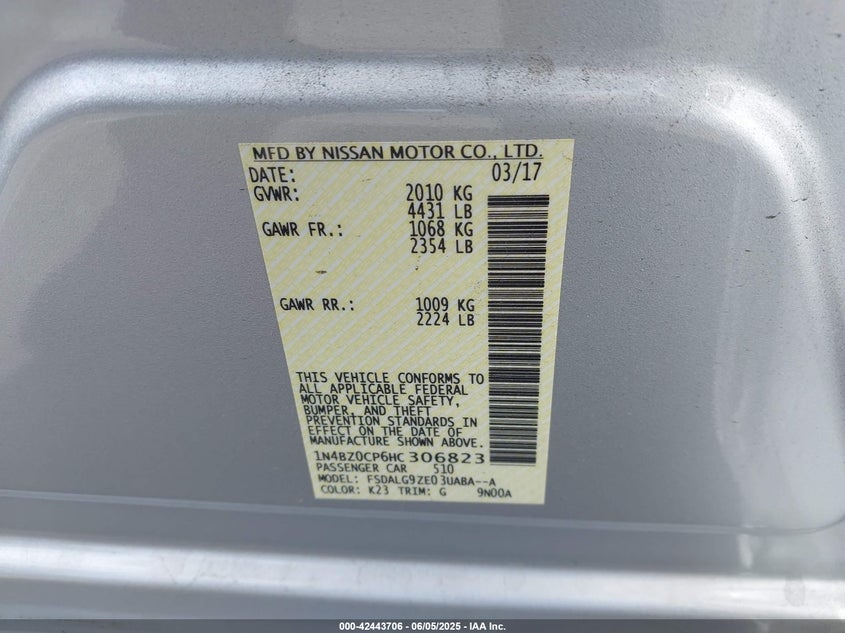 MFD BY NISSAN MOTOR CO., LTD.
DATE: 03/17
GVWR: 2010 KG
4431 LB
GAWR FR.: 1068 KG
2354 LB
GAWR RR.: 1009 KG
2224 LB
THIS VEHICLE CONFORMS TO
ALL APPLICABLE FEDERAL
MOTOR VEHICLE SAFETY,
BUMPER, AND THEFT
PREVENTION STANDARDS IN
EFFECT ON THE DATE OF
MANUFACTURE SHOWN ABOVE.
1N4BZ0CP6HC306823
PASSENGER CAR 510
MODEL: FSDALG9ZE03UABA--A
COLOR: K23 TRIM: G 9N00A
000-42443706 - 06/05/2025 - IAA Inc.